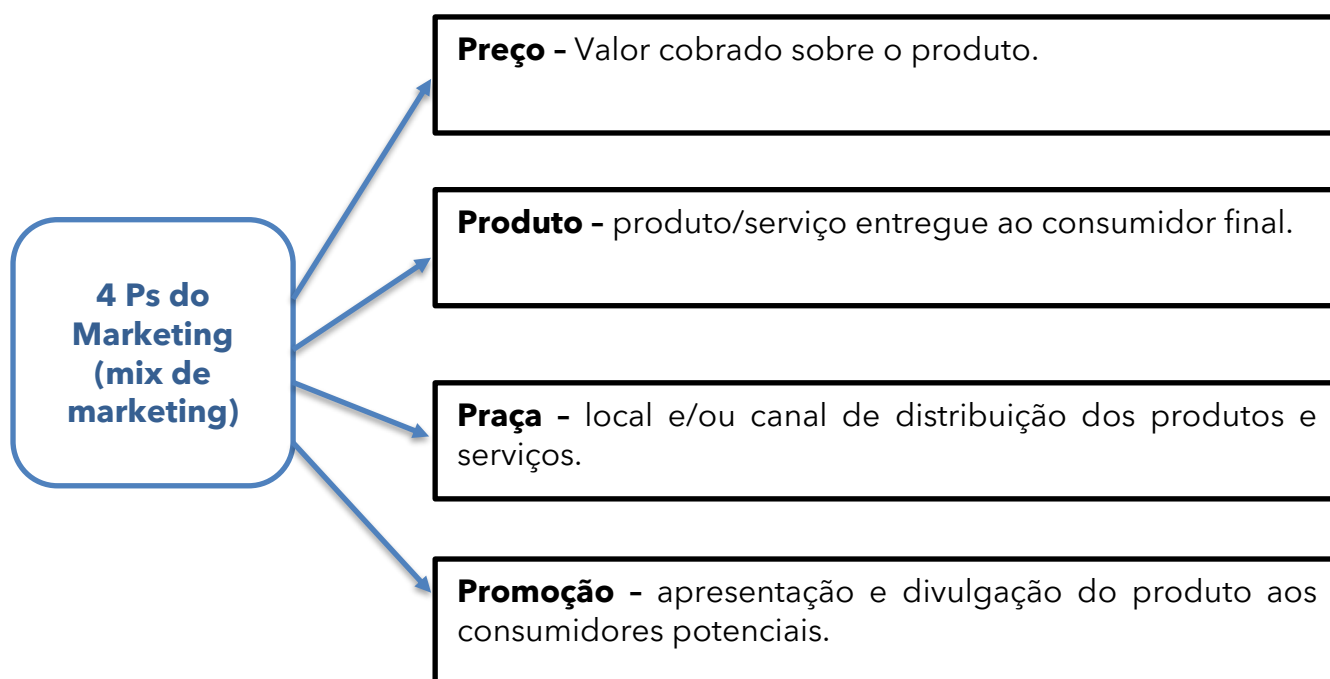 Preço – Valor cobrado sobre o produto.
Produto – produto/serviço entregue ao consumidor final.
4 Ps do
Marketing
(mix de
marketing)
Praça – local e/ou canal de distribuição dos produtos e
serviços.
Promoção – apresentação e divulgação do produto aos
consumidores potenciais.